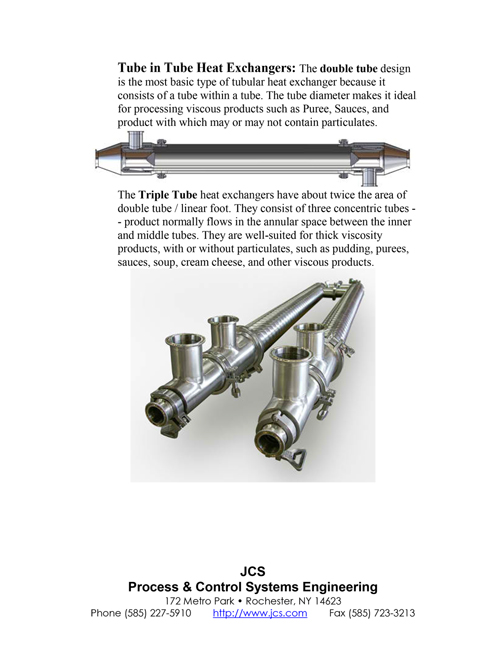 Tube in Tube Heat Exchangers: The double tube design
is the most basic type of tubular heat exchanger because it
consists of a tube within a tube. The tube diameter makes it ideal
for processing viscous products such as Puree, Sauces, and
product with which may or may not contain particulates.
The Triple Tube heat exchangers have about twice the area of
double tube / linear foot. They consist of three concentric tubes -
- product normally flows in the annular space between the inner
and middle tubes. They are well-suited for thick viscosity
products, with or without particulates, such as pudding, purees,
sauces, soup, cream cheese, and other viscous products.
JCS
Process & Control Systems Engineering
172 Metro Park • Rochester, NY 14623
Phone (585) 227-5910 http://www.jcs.com Fax (585) 723-3213